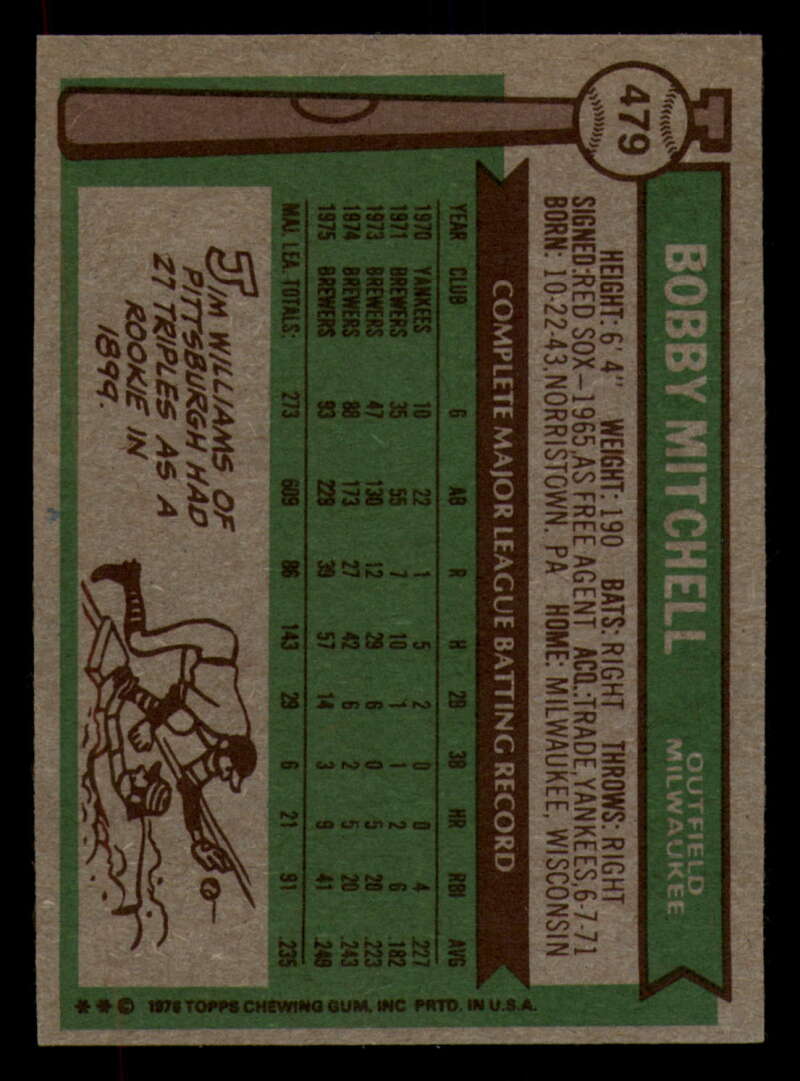 479
BOBBY MITCHELL
OUTFIELD
MILWAUKEE
HEIGHT: 6' 4" WEIGHT: 190 BATS: RIGHT THROWS: RIGHT
SIGNED: RED SOX-1965, AS FREE AGENT ACQ.: TRADE, YANKEES, 6-7-71
BORN: 10-22-43, NORRISTOWN, PA HOME: MILWAUKEE, WISCONSIN
COMPLETE MAJOR LEAGUE BATTING RECORD
YEAR CLUB G AB R H 2B 3B HR RBI AVG
1970 YANKEES 10 22 1 5 2 0 0 4 .227
1971 BREWERS 35 55 7 10 1 1 2 6 .182
1973 BREWERS 47 130 12 29 6 0 5 20 .223
1974 BREWERS 88 173 27 42 6 2 5 20 .243
1975 BREWERS 93 229 39 57 14 3 9 41 .249
MAJ. LEA. TOTALS: 273 609 86 143 29 6 21 91 .235
JIM WILLIAMS OF
PITTSBURGH HAD
27 TRIPLES AS A
ROOKIE IN
1899.
* * © 1976 TOPPS CHEWING GUM, INC PRTD. IN U.S.A.